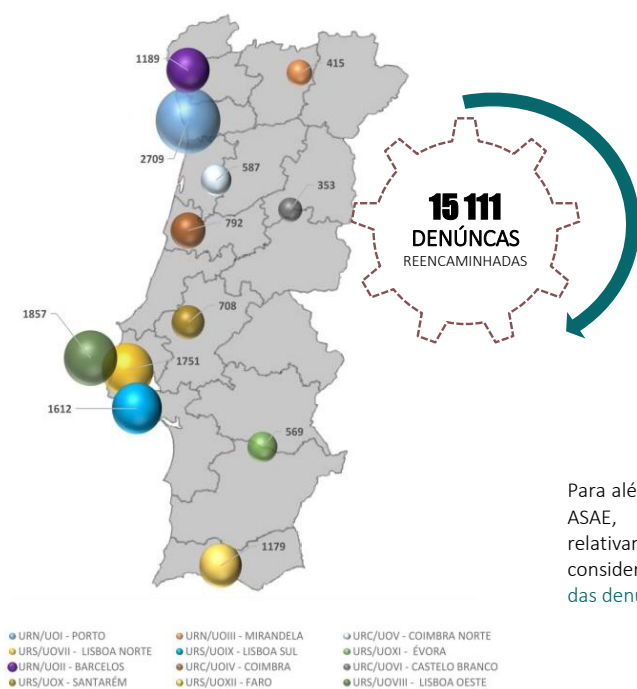 1189
415
2709
587
353
792
15 111
DENÚNCAS
REENCAMINHADAS
708
1857
1751
1612
569
1179
Para alé
ASAE,
relativar
consider
das denú
URN/UOI - PORTO
URN/UOIII - MIRANDELA
URC/UOV - COIMBRA NORTE
URS/UOVII - LISBOA NORTE
URS/UOIX - LISBOA SUL
URS/UOXI - ÉVORA
URN/UOII - BARCELOS
URC/UOIV - COIMBRA
URC/UOVI - CASTELO BRANCO
URS/UOX - SANTARÉM
URS/UOXII - FARO
URS/UOVIII - LISBOA OESTE